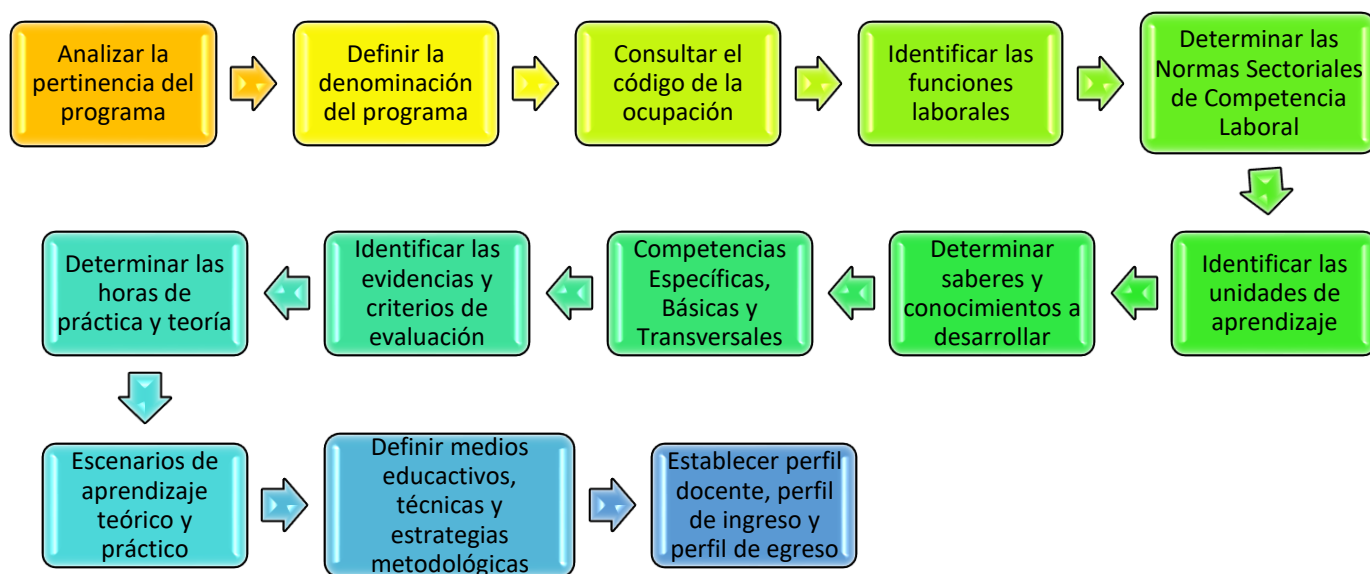 Analizar la
pertinencia del
programa
Definir la
denominación
del programa
Consultar el
código de la
ocupación
Identificar las
funciones
laborales
Determinar las
Normas Sectoriales
de Competencia
Laboral
Identificar las
unidades de
aprendizaje
Determinar
saberes y
conocimientos a
desarrollar
Competencias
Específicas,
Básicas y
Transversales
Identificar las
evidencias y
criterios de
evaluación
Determinar las
horas de
práctica y teoría
Escenarios de
aprendizaje
teórico y
práctico
Definir medios
educactivos,
técnicas y
estrategias
metodológicas
Establecer perfil
docente, perfil
de ingreso y
perfil de egreso